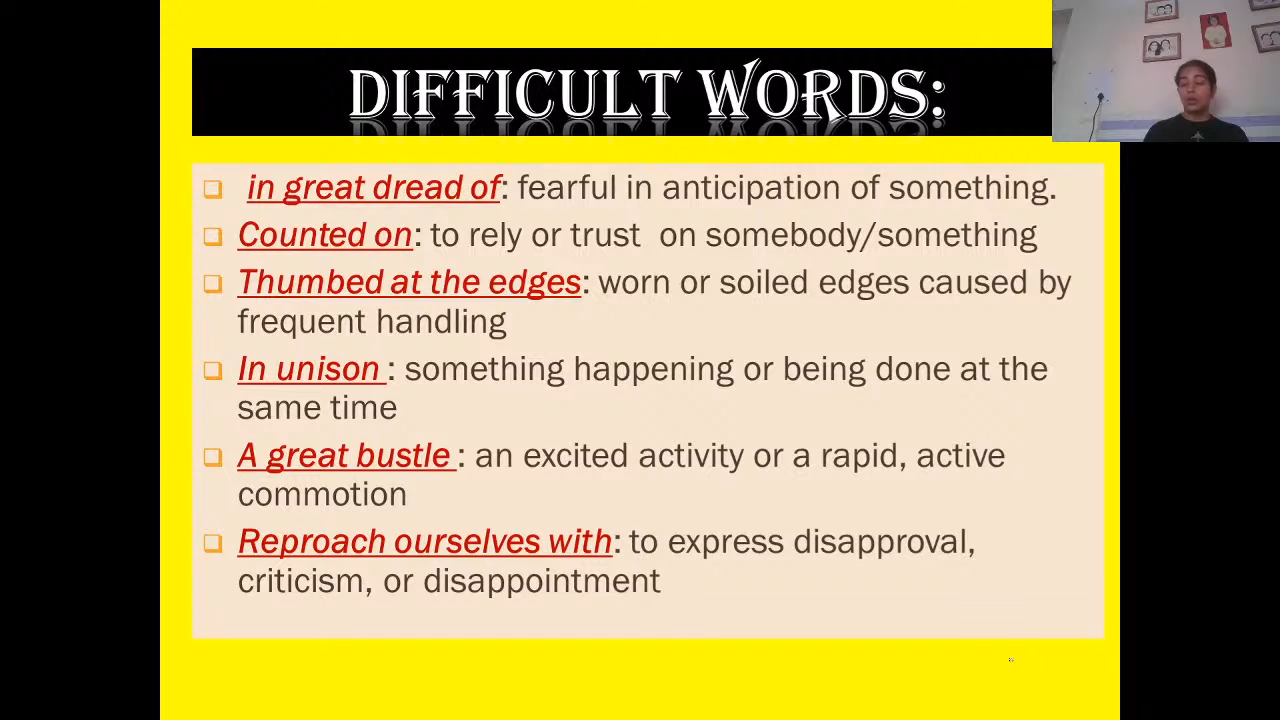 DIFFICULT WORDS:
in great dread of: fearful in anticipation of something.
Counted on: to rely or trust on somebody/something
Thumbed at the edges: worn or soiled edges caused by
frequent handling
In unison : something happening or being done at the
same time
A great bustle : an excited activity or a rapid, active
commotion
Reproach ourselves with: to express disapproval,
criticism, or disappointment